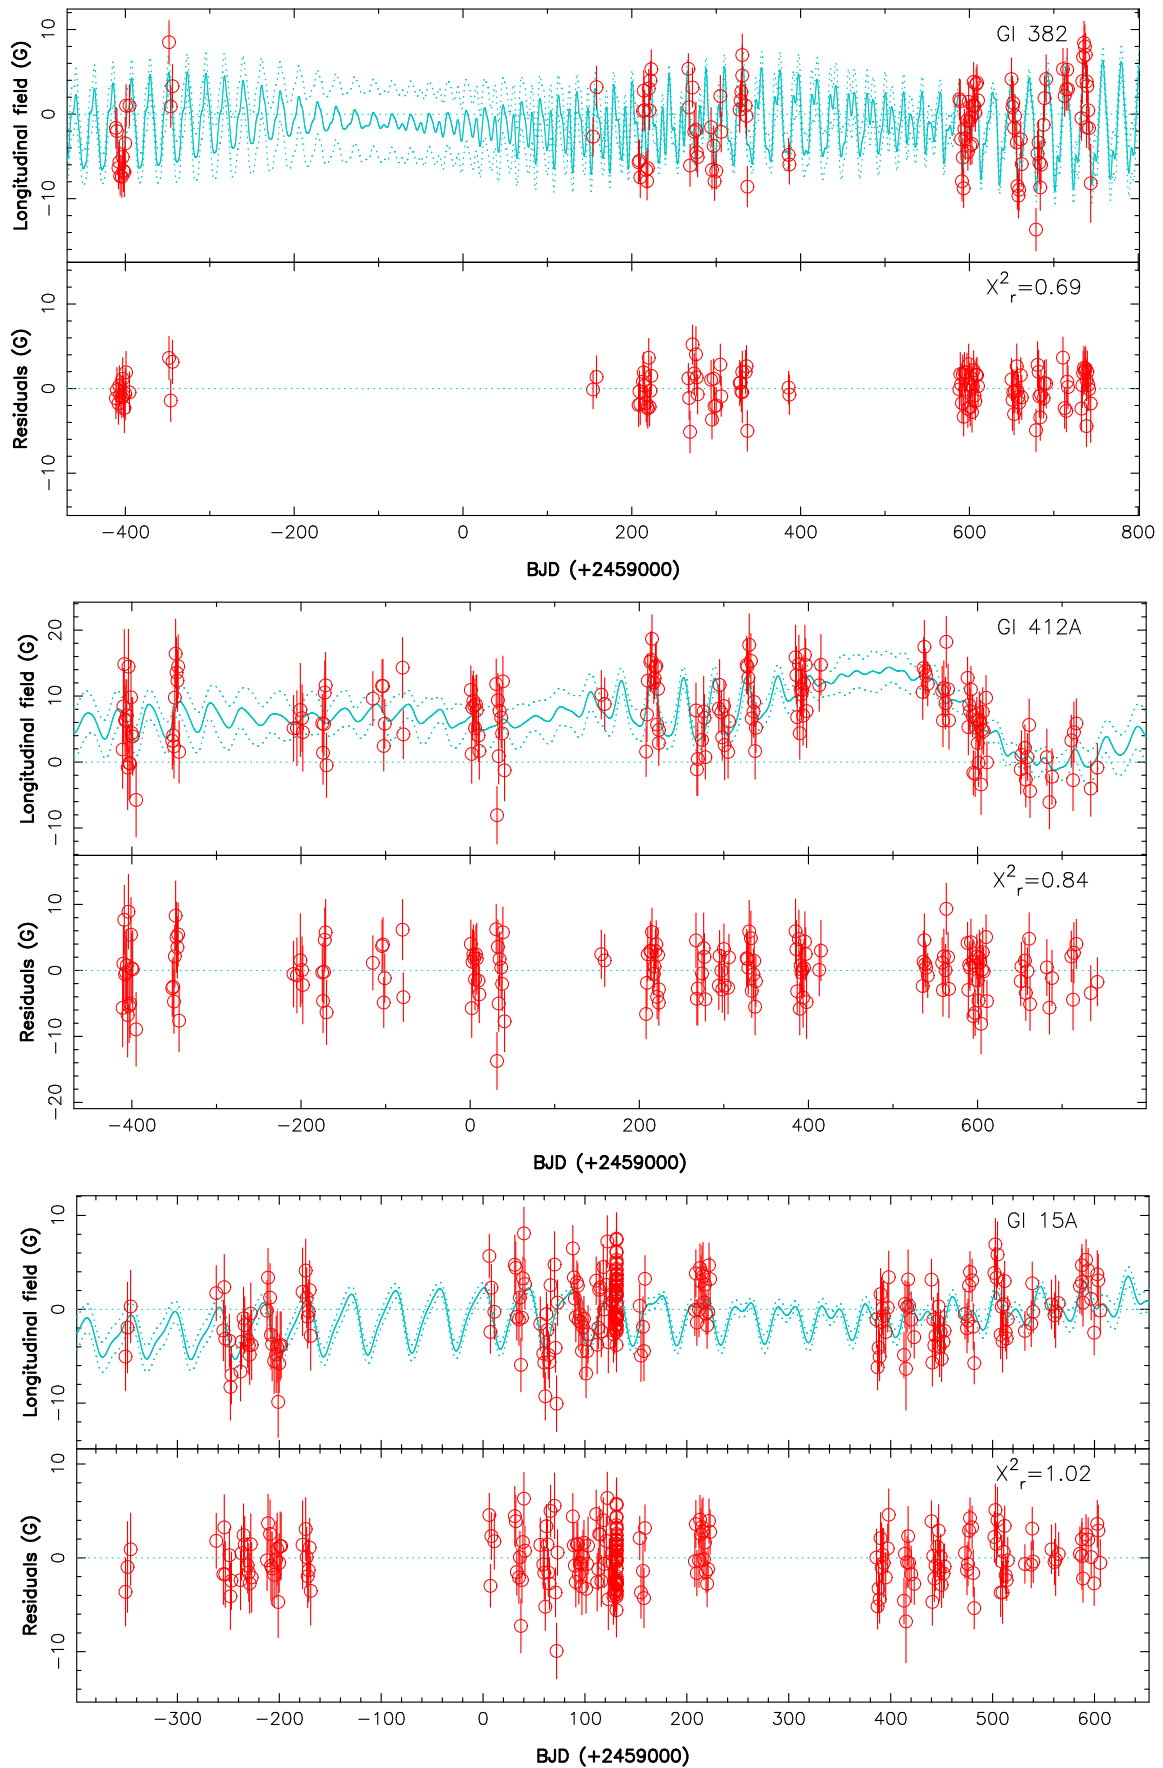 Gl 382
10
0
−10
Longitudinal field (G)
X²ᵣ=0.69
10
0
−10
Residuals (G)
−400 −200 0 200 400 600 800
BJD (+2459000)
Gl 412A
20
10
0
−10
Longitudinal field (G)
X²ᵣ=0.84
10
0
−10
−20
Residuals (G)
−400 −200 0 200 400 600
BJD (+2459000)
Gl 15A
10
0
−10
Longitudinal field (G)
X²ᵣ=1.02
10
0
−10
Residuals (G)
−300 −200 −100 0 100 200 300 400 500 600
BJD (+2459000)